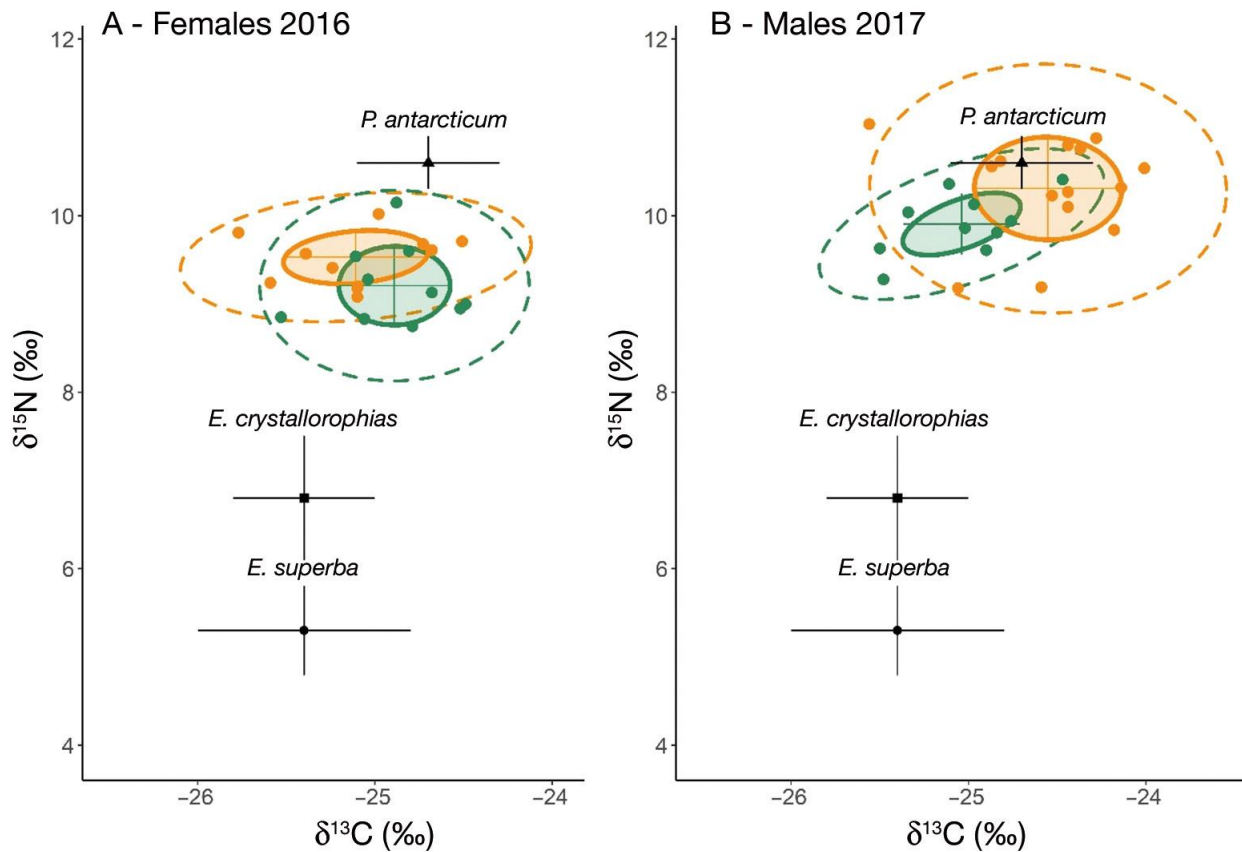 A - Females 2016
B - Males 2017
12
10
8
6
4
δ¹⁵N (‰)
P. antarcticum
E. crystallorophias
E. superba
−26
−25
−24
δ¹³C (‰)
12
10
8
6
4
δ¹⁵N (‰)
P. antarcticum
E. crystallorophias
E. superba
−26
−25
−24
δ¹³C (‰)